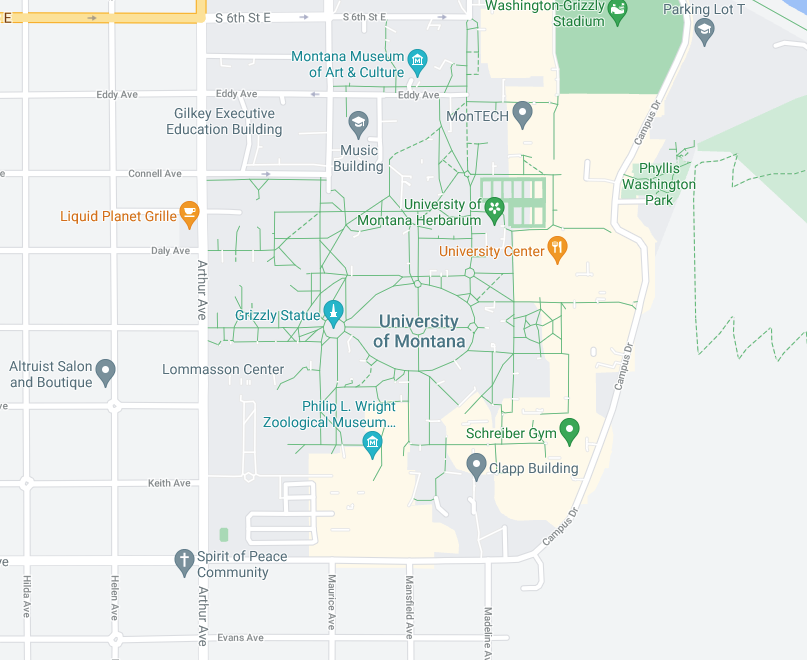 E
S 6th St E
S 6th St E
Washington-Grizzly
Stadium
Parking Lot T
Montana Museum
of Art & Culture
Eddy Ave
Eddy Ave
Gilkey Executive
Education Building
MonTECH
Campus Dr
Music
Building
Connell Ave
Phyllis
Washington
Park
University of
Montana Herbarium
Liquid Planet Grille
University Center
Daly Ave
Arthur Ave
Grizzly Statue
University
of Montana
Altruist Salon
and Boutique
Lommasson Center
Campus Dr
Philip L. Wright
Zoological Museum...
Schreiber Gym
Clapp Building
Keith Ave
Campus Dr
Spirit of Peace
Community
Hilda Ave
Helen Ave
Arthur Ave
Maurice Ave
Mansfield Ave
Madeline Av
Evans Ave